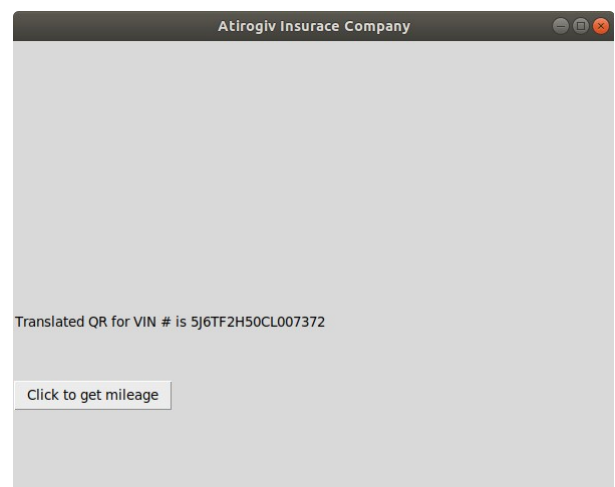 Atirogiv Insurace Company
Translated QR for VIN # is 5J6TF2H50CL007372
Click to get mileage